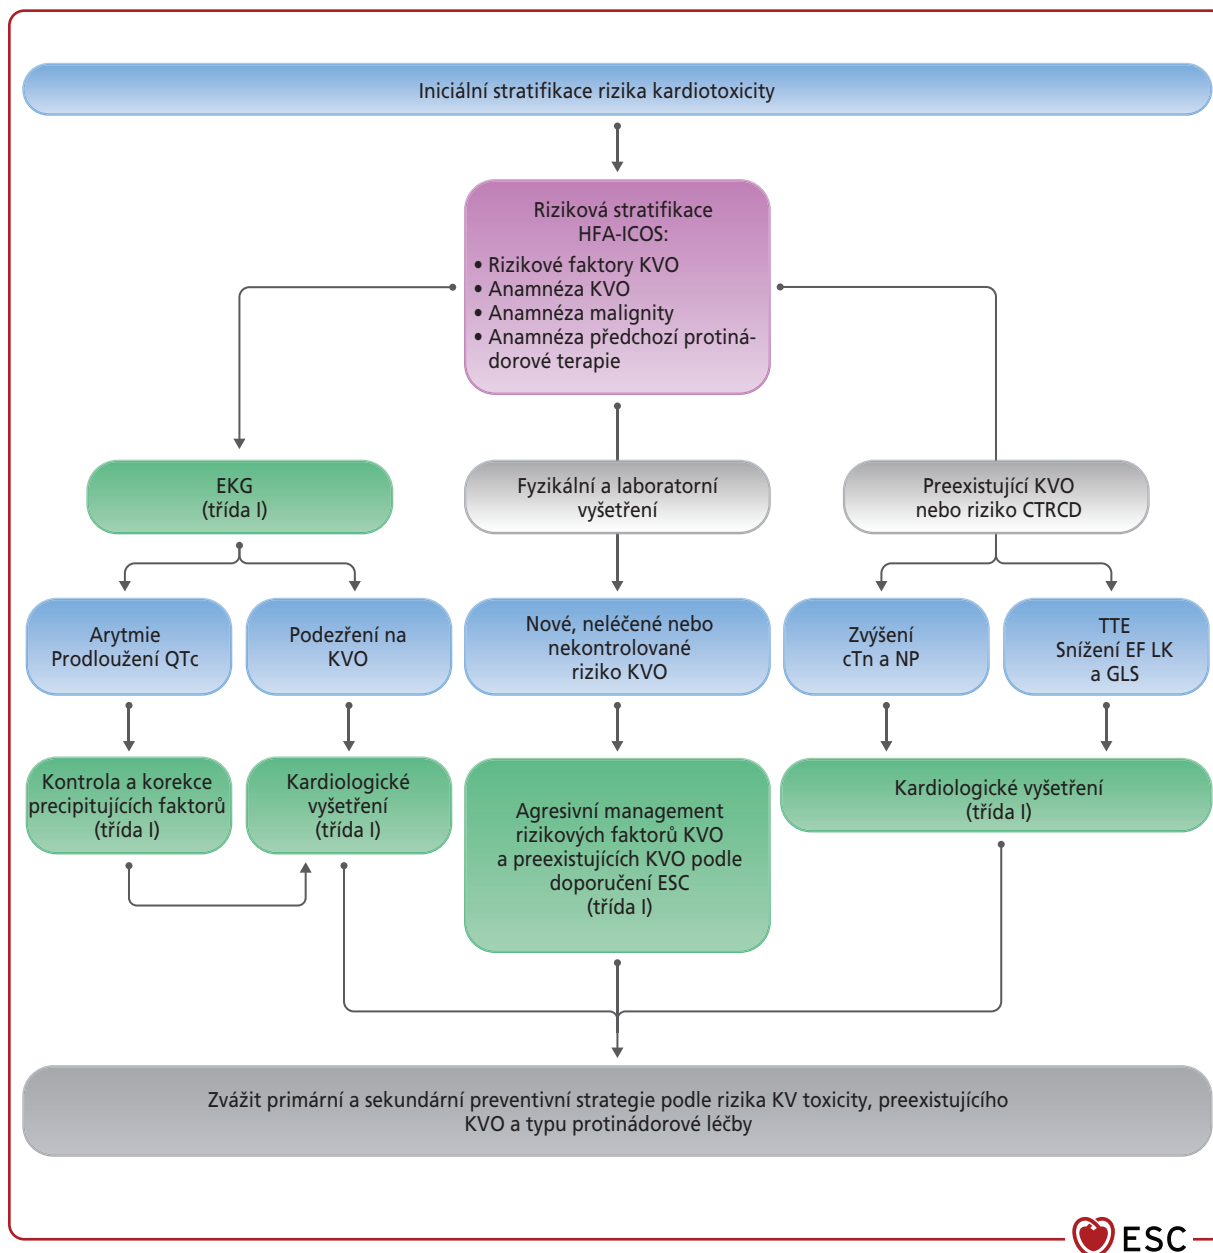 Iniciální stratifikace rizika kardiotoxicity
Riziková stratifikace
HFA-ICOS:
• Rizikové faktory KVO
• Anamnéza KVO
• Anamnéza malignity
• Anamnéza předchozí protiná-
dorové terapie
EKG
(třída I)
Fyzikální a laboratorní
vyšetření
Preexistující KVO
nebo riziko CTRCD
Arytmie
Prodloužení QTc
Podezření na
KVO
Nové, neléčené nebo
nekontrolované
riziko KVO
Zvýšení
cTn a NP
TTE
Snížení EF LK
a GLS
Kontrola a korekce
precipitujících faktorů
(třída I)
Kardiologické
vyšetření
(třída I)
Agresivní management
rizikových faktorů KVO
a preexistujících KVO podle
doporučení ESC
(třída I)
Kardiologické vyšetření
(třída I)
Zvážit primární a sekundární preventivní strategie podle rizika KV toxicity, preexistujícího
KVO a typu protinádorové léčby
ESC